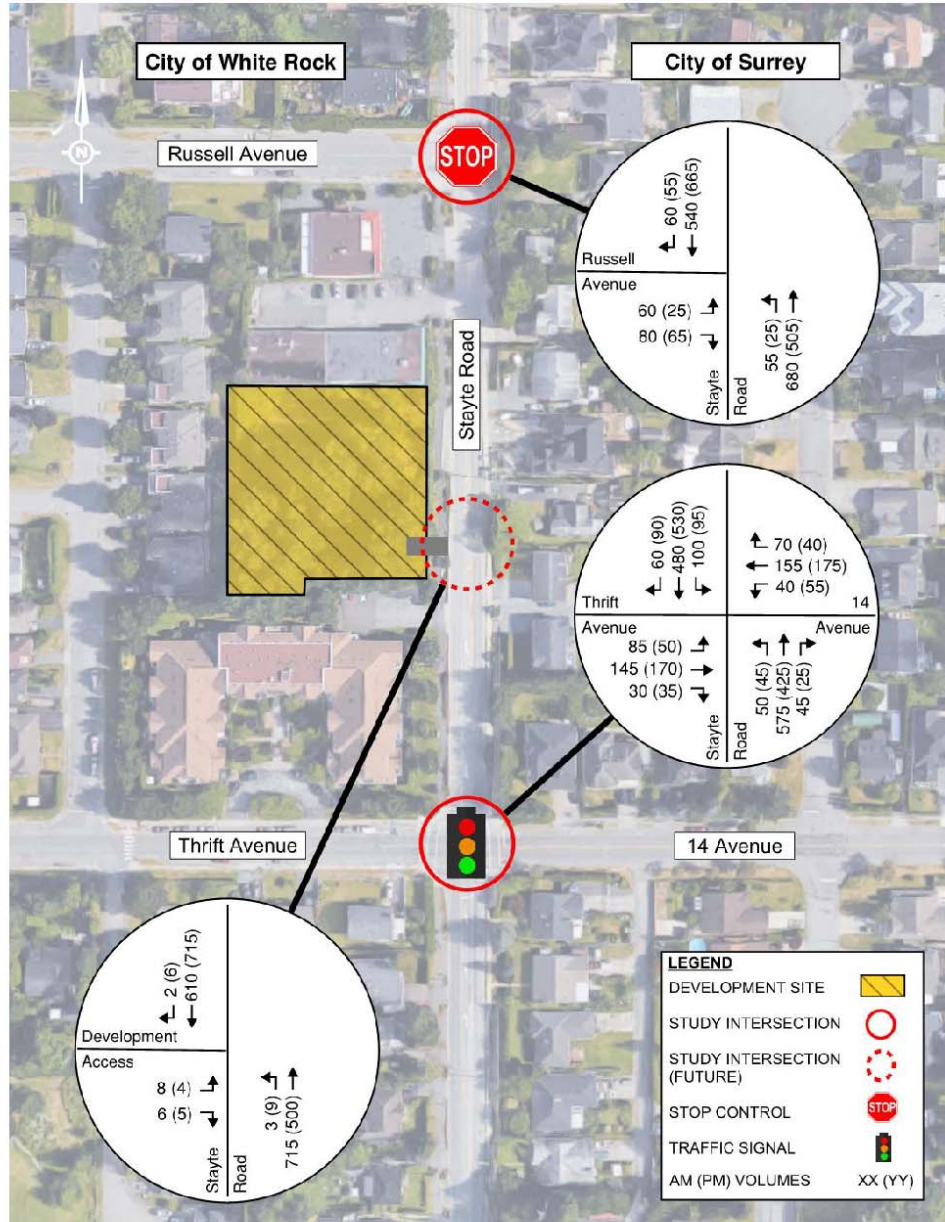 City of White Rock
City of Surrey
N
Russell Avenue
STOP
60 (55)
540 (665)
Russell
Avenue
60 (25)
80 (65)
55 (25)
680 (505)
Stayte
Road
Stayte Road
60 (90)
480 (530)
100 (95)
70 (40)
155 (175)
40 (55)
Thrift
14
Avenue
Avenue
85 (50)
145 (170)
30 (35)
50 (45)
575 (425)
45 (25)
Stayte
Road
Thrift Avenue
14 Avenue
2 (6)
610 (715)
Development
Access
8 (4)
6 (5)
3 (9)
715 (500)
Stayte
Road
LEGEND
DEVELOPMENT SITE
STUDY INTERSECTION
STUDY INTERSECTION
(FUTURE)
STOP CONTROL
STOP
TRAFFIC SIGNAL
AM (PM) VOLUMES XX (YY)